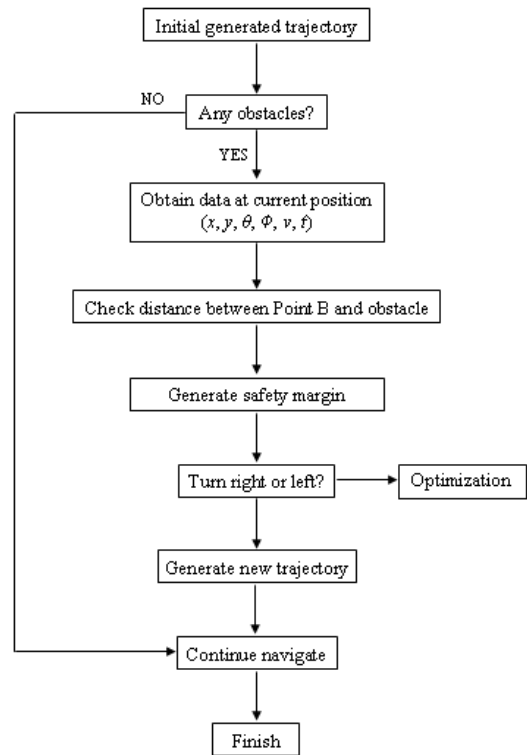 Initial generated trajectory
NO
Any obstacles?
YES
Obtain data at current position
(x, y, θ, Φ, v, t)
Check distance between Point B and obstacle
Generate safety margin
Turn right or left?
Optimization
Generate new trajectory
Continue navigate
Finish